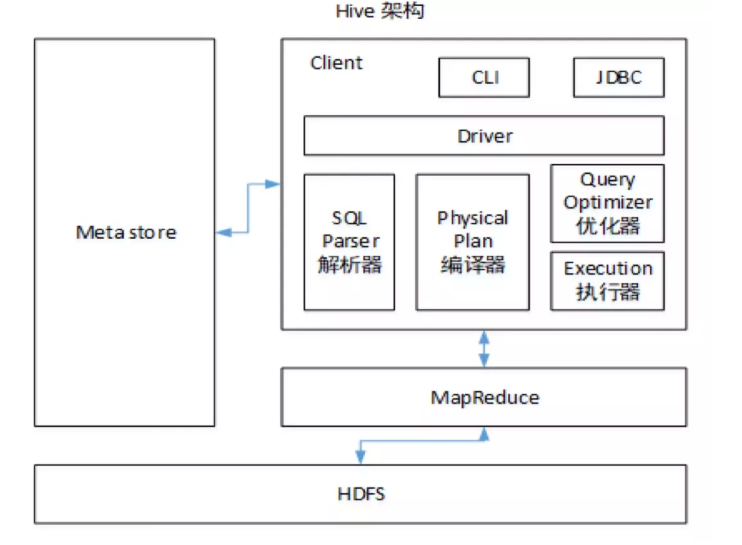 Hive 架构
Client
CLI
JDBC
Driver
Meta store
SQL
Parser
解析器
Physical
Plan
编译器
Query
Optimizer
优化器
Execution
执行器
MapReduce
HDFS